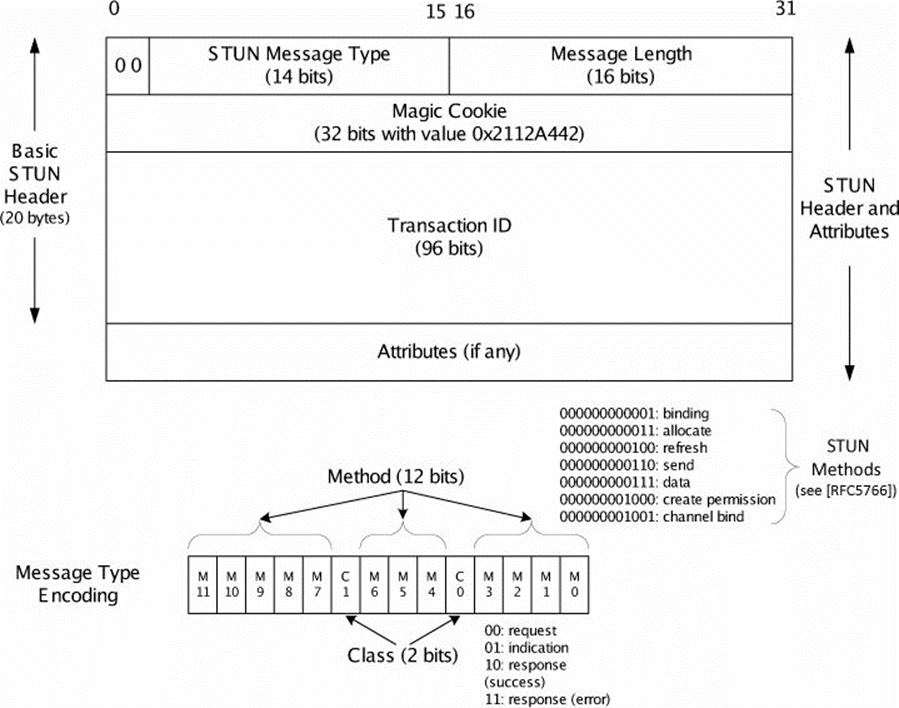 0 15 16 31
0 0
STUN Message Type
(14 bits)
Message Length
(16 bits)
Magic Cookie
(32 bits with value 0x2112A442)
Basic
STUN
Header
(20 bytes)
Transaction ID
(96 bits)
STUN
Header and
Attributes
Attributes (if any)
000000000001: binding
000000000011: allocate
000000000100: refresh
000000000110: send
000000000111: data
000000001000: create permission
000000001001: channel bind
STUN
Methods
(see [RFC5766])
Method (12 bits)
Message Type
Encoding
M M M M M C M M M C M M M M
11 10 9 8 7 1 6 5 4 0 3 2 1 0
Class (2 bits)
00: request
01: indication
10: response
(success)
11: response (error)